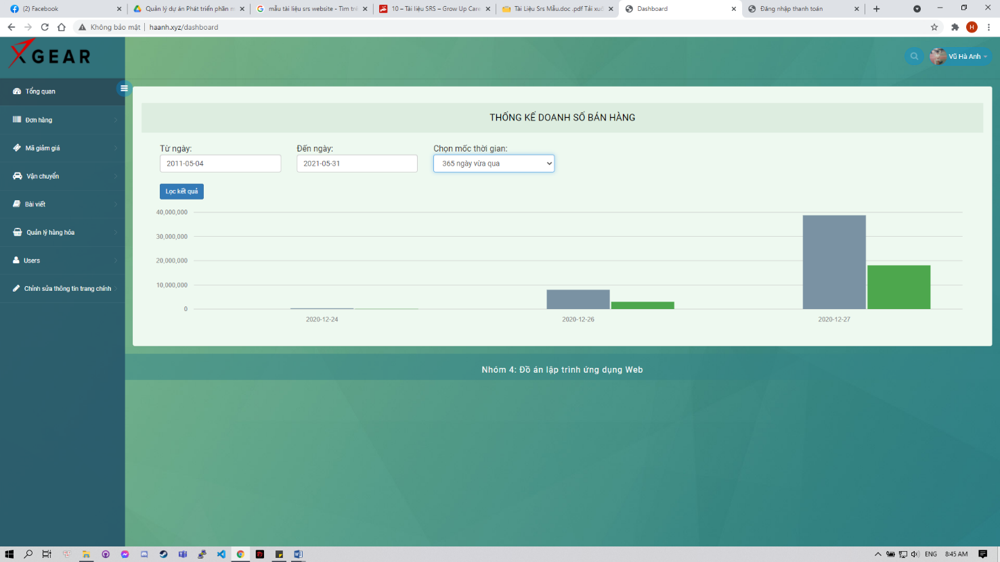 (2) Facebook
Quản lý dự án Phát triển phần m
mẫu tài liệu srs website - Tìm trê
10 – Tài liệu SRS – Grow Up Care
Tài Liệu Srs Mẫu.doc .pdf Tải xuố
Dashboard
Đăng nhập thanh toán
Không bảo mật
haanh.xyz/dashboard
H
XGEAR
Vũ Hà Anh
Tổng quan
Đơn hàng
Mã giảm giá
Vận chuyển
Bài viết
Quản lý hàng hóa
Users
Chỉnh sửa thông tin trang chính
THỐNG KÊ DOANH SỐ BÁN HÀNG
Từ ngày:
Đến ngày:
Chọn mốc thời gian:
2011-05-04
2021-05-31
365 ngày vừa qua
Lọc kết quả
40,000,000
30,000,000
20,000,000
10,000,000
0
2020-12-24
2020-12-26
2020-12-27
Nhóm 4: Đồ án lập trình ứng dụng Web
ENG
8:45 AM